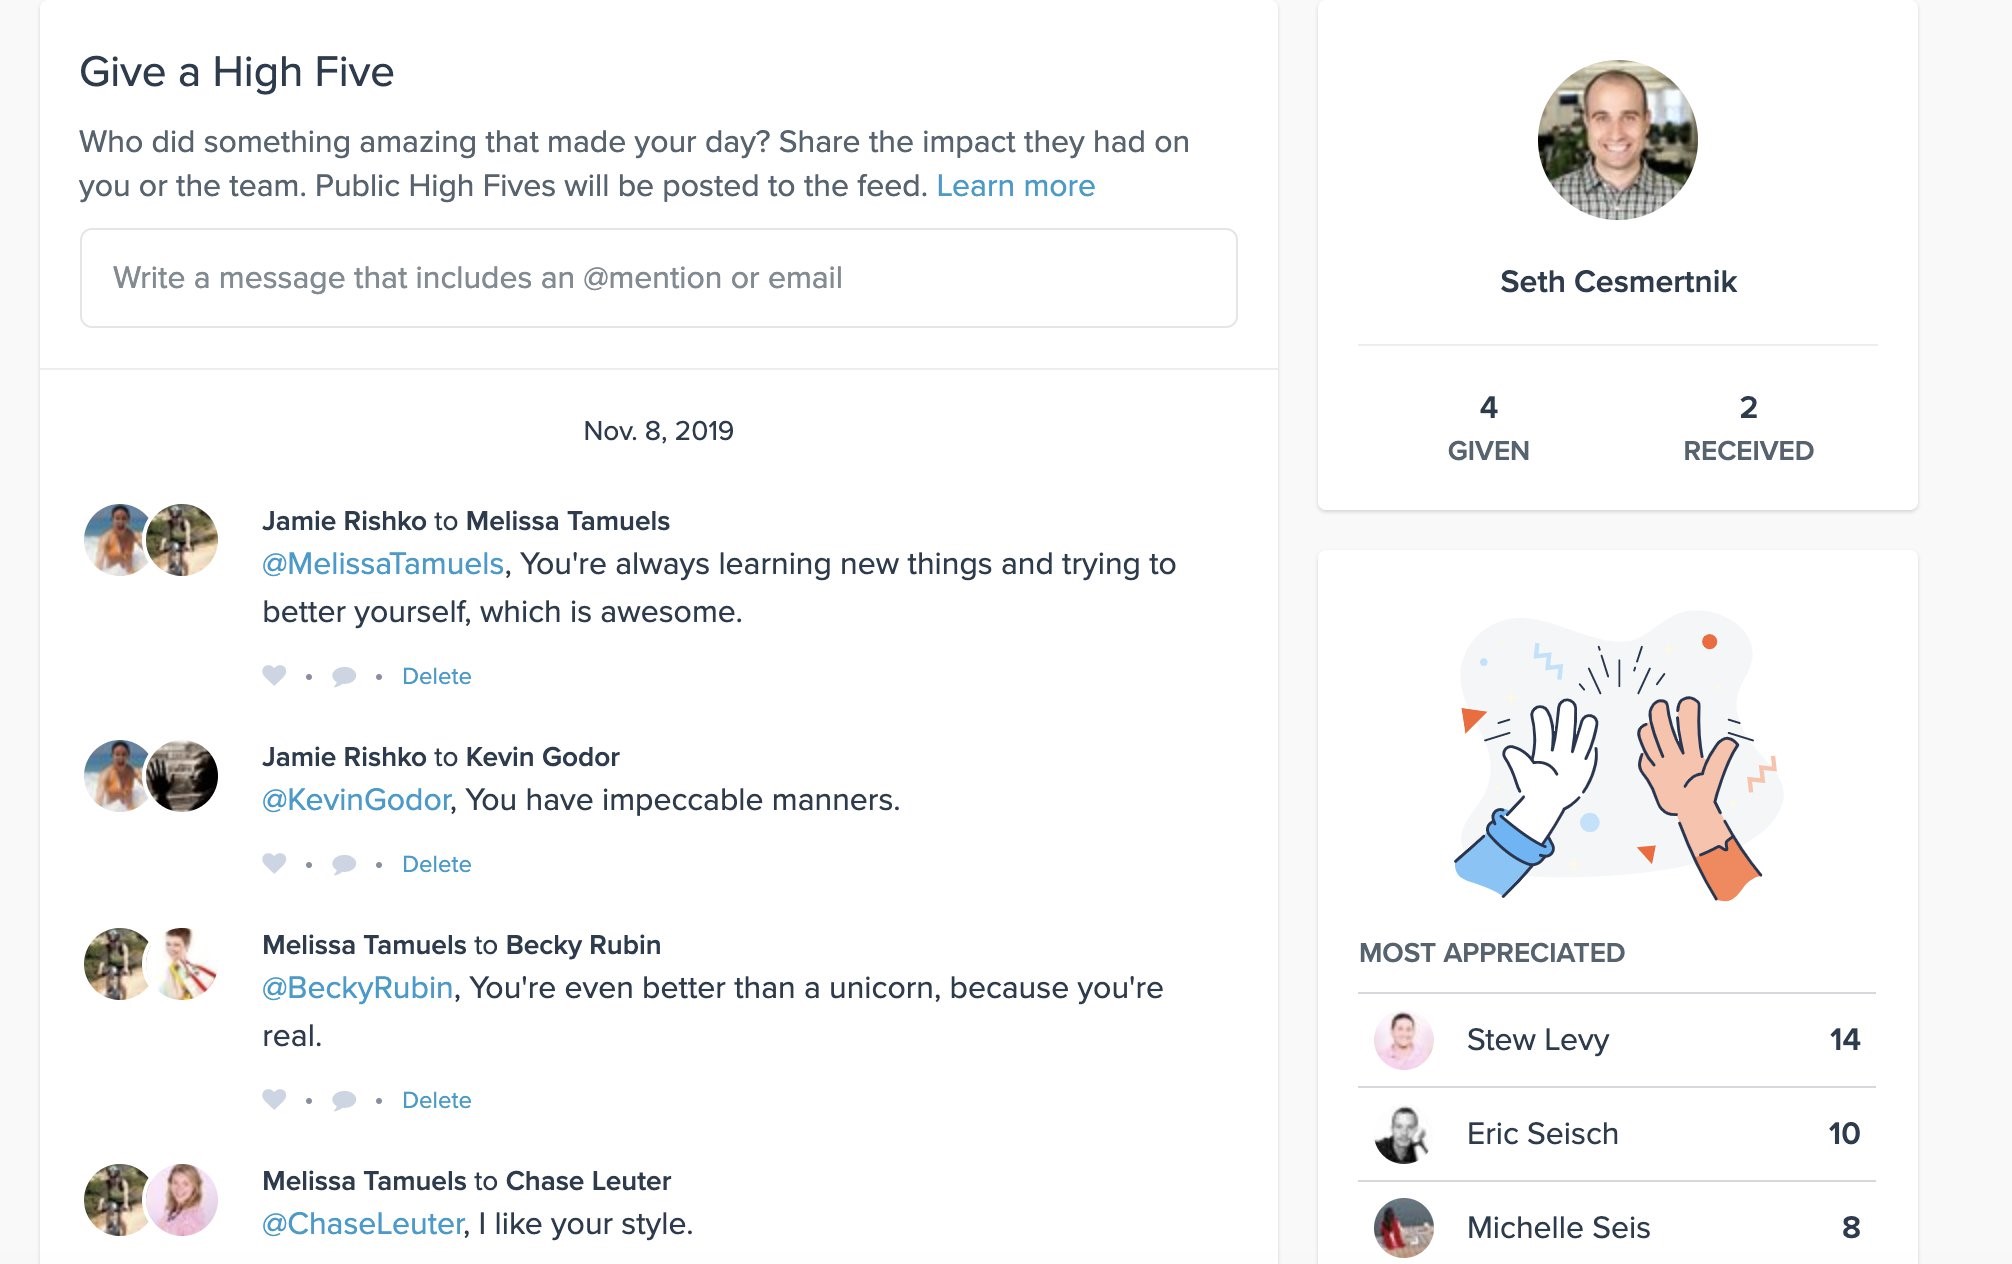 Give a High Five
Who did something amazing that made your day? Share the impact they had on
you or the team. Public High Fives will be posted to the feed. Learn more
Write a message that includes an @mention or email
Nov. 8, 2019
Jamie Rishko to Melissa Tamuels
@MelissaTamuels, You're always learning new things and trying to
better yourself, which is awesome.
• • Delete
Jamie Rishko to Kevin Godor
@KevinGodor, You have impeccable manners.
• • Delete
Melissa Tamuels to Becky Rubin
@BeckyRubin, You're even better than a unicorn, because you're
real.
• • Delete
Melissa Tamuels to Chase Leuter
@ChaseLeuter, I like your style.
Seth Cesmertnik
4 2
GIVEN RECEIVED
MOST APPRECIATED
Stew Levy 14
Eric Seisch 10
Michelle Seis 8